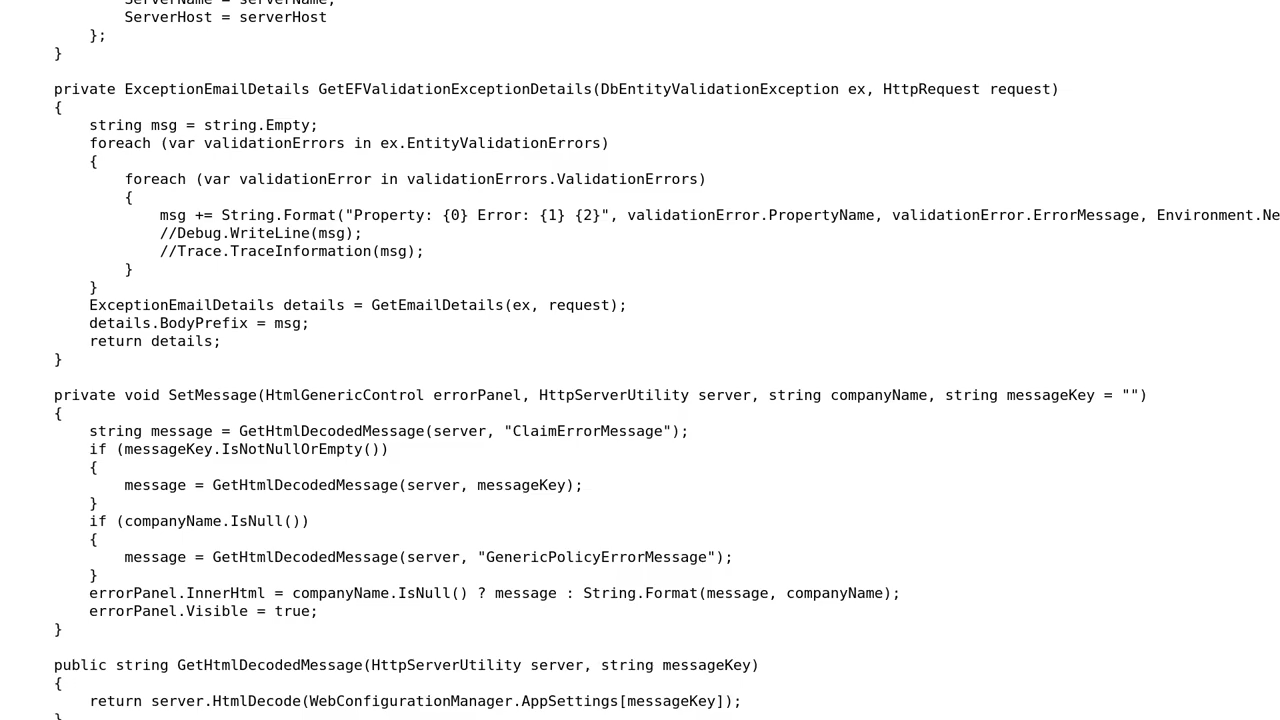 ServerName = serverName,
ServerHost = serverHost
};
}
private ExceptionEmailDetails GetEFValidationExceptionDetails(DbEntityValidationException ex, HttpRequest request)
{
string msg = string.Empty;
foreach (var validationErrors in ex.EntityValidationErrors)
{
foreach (var validationError in validationErrors.ValidationErrors)
{
msg += String.Format("Property: {0} Error: {1} {2}", validationError.PropertyName, validationError.ErrorMessage, Environment.Ne
//Debug.WriteLine(msg);
//Trace.TraceInformation(msg);
}
}
ExceptionEmailDetails details = GetEmailDetails(ex, request);
details.BodyPrefix = msg;
return details;
}
private void SetMessage(HtmlGenericControl errorPanel, HttpServerUtility server, string companyName, string messageKey = "")
{
string message = GetHtmlDecodedMessage(server, "ClaimErrorMessage");
if (messageKey.IsNotNullOrEmpty())
{
message = GetHtmlDecodedMessage(server, messageKey);
}
if (companyName.IsNull())
{
message = GetHtmlDecodedMessage(server, "GenericPolicyErrorMessage");
}
errorPanel.InnerHtml = companyName.IsNull() ? message : String.Format(message, companyName);
errorPanel.Visible = true;
}
public string GetHtmlDecodedMessage(HttpServerUtility server, string messageKey)
{
return server.HtmlDecode(WebConfigurationManager.AppSettings[messageKey]);
}